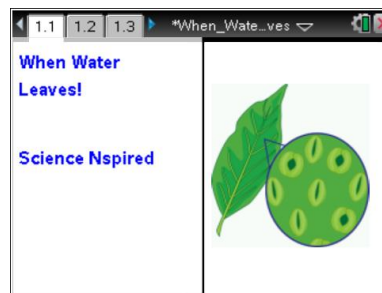 1.1 1.2 1.3 *When_Wate...ves
When Water
Leaves!
Science Nspired